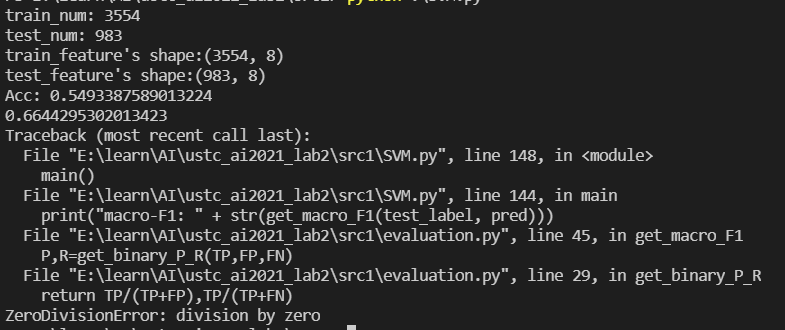 train_num: 3554
test_num: 983
train_feature's shape:(3554, 8)
test_feature's shape:(983, 8)
Acc: 0.5493387589013224
0.6644295302013423
Traceback (most recent call last):
  File "E:\learn\AI\ustc_ai2021_lab2\src1\SVM.py", line 148, in <module>
    main()
  File "E:\learn\AI\ustc_ai2021_lab2\src1\SVM.py", line 144, in main
    print("macro-F1: " + str(get_macro_F1(test_label, pred)))
  File "E:\learn\AI\ustc_ai2021_lab2\src1\evaluation.py", line 45, in get_macro_F1
    P,R=get_binary_P_R(TP,FP,FN)
  File "E:\learn\AI\ustc_ai2021_lab2\src1\evaluation.py", line 29, in get_binary_P_R
    return TP/(TP+FP),TP/(TP+FN)
ZeroDivisionError: division by zero